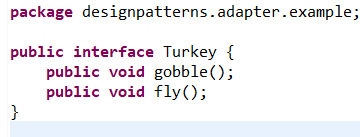 package designpatterns.adapter.example;
public interface Turkey {
    public void gobble();
    public void fly();
}